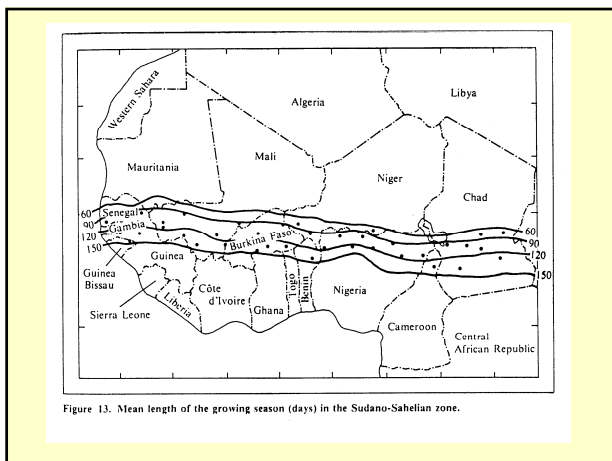 Western Sahara
Algeria
Libya
Mauritania
Mali
Niger
Chad
60
90
120
150
Senegal
Gambia
Burkina Faso
60
90
120
150
Guinea
Bissau
Guinea
Sierra Leone
Liberia
Côte
d'Ivoire
Ghana
Togo
Benin
Nigeria
Cameroon
Central
African Republic
Figure 13. Mean length of the growing season (days) in the Sudano-Sahelian zone.